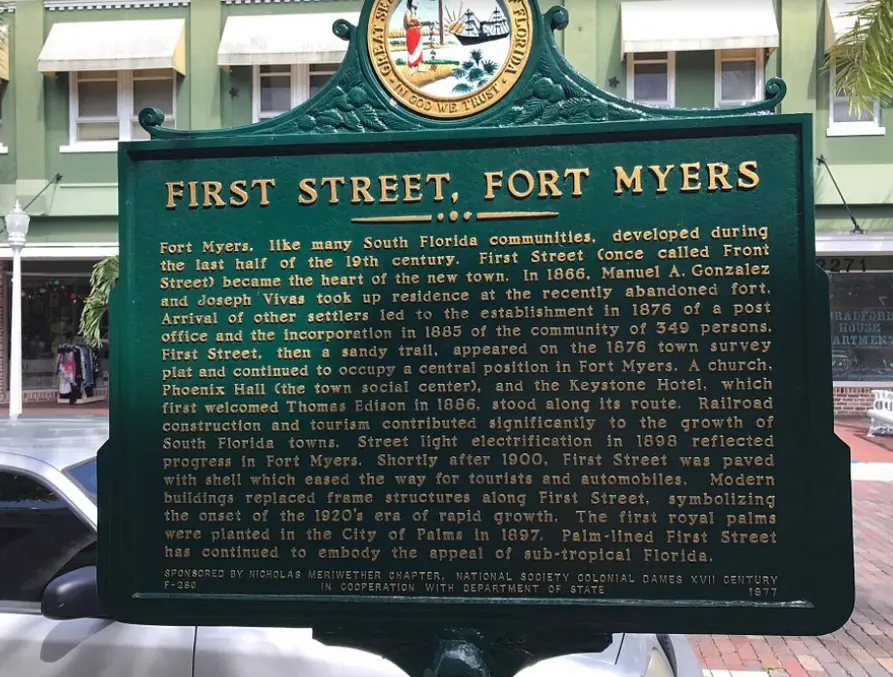 GREAT SE
F FLORIDA
IN GOD WE TRUST
FIRST STREET, FORT MYERS
Fort Myers, like many South Florida communities, developed during
the last half of the 19th century. First Street (once called Front
Street) became the heart of the new town. In 1866, Manuel A. Gonzalez
and Joseph Vivas took up residence at the recently abandoned fort.
Arrival of other settlers led to the establishment in 1876 of a post
office and the incorporation in 1885 of the community of 349 persons.
First Street, then a sandy trail, appeared on the 1876 town survey
plat and continued to occupy a central position in Fort Myers. A church,
Phoenix Hall (the town social center), and the Keystone Hotel, which
first welcomed Thomas Edison in 1886, stood along its route. Railroad
construction and tourism contributed significantly to the growth of
South Florida towns. Street light electrification in 1898 reflected
progress in Fort Myers. Shortly after 1900, First Street was paved
with shell which eased the way for tourists and automobiles. Modern
buildings replaced frame structures along First Street, symbolizing
the onset of the 1920's era of rapid growth. The first royal palms
were planted in the City of Palms in 1897. Palm-lined First Street
has continued to embody the appeal of sub-tropical Florida.
SPONSORED BY NICHOLAS MERIWETHER CHAPTER, NATIONAL SOCIETY COLONIAL DAMES XVII CENTURY
F-280 IN COOPERATION WITH DEPARTMENT OF STATE 1977
BRADFORD
HOUSE
APARTMENT